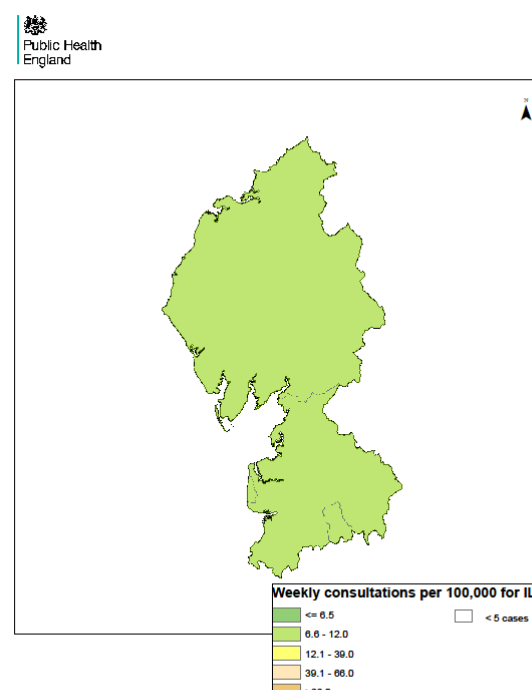 Public Health
England
N
Weekly consultations per 100,000 for IL
<= 6.5
< 5 cases
6.6 - 12.0
12.1 - 39.0
39.1 - 66.0